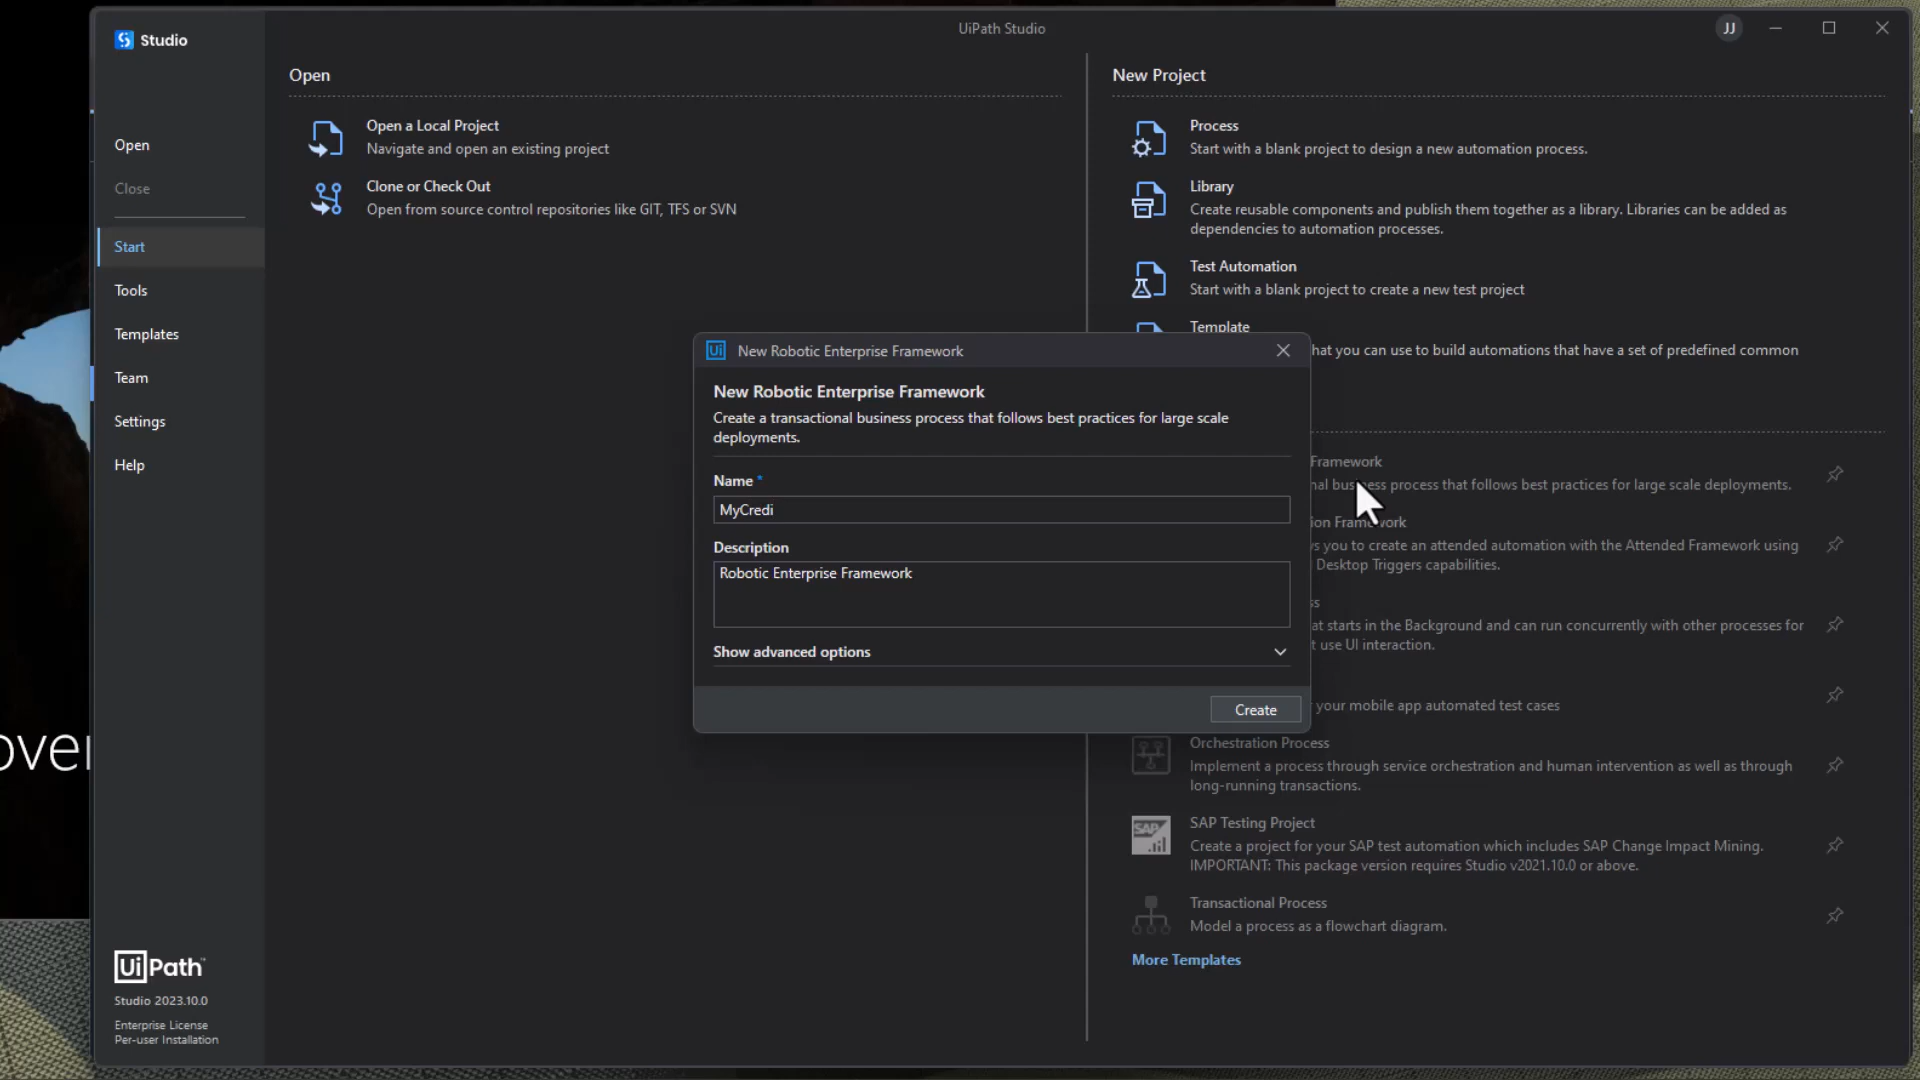 Studio
UiPath Studio
JJ
Open
Close
Start
Tools
Templates
Team
Settings
Help
UiPath
Studio 2023.10.0
Enterprise License
Per-user Installation
Open
Open a Local Project
Navigate and open an existing project
Clone or Check Out
Open from source control repositories like GIT, TFS or SVN
New Project
Process
Start with a blank project to design a new automation process.
Library
Create reusable components and publish them together as a library. Libraries can be added as
dependencies to automation processes.
Test Automation
Start with a blank project to create a new test project
Template
hat you can use to build automations that have a set of predefined common
Ui New Robotic Enterprise Framework
New Robotic Enterprise Framework
Create a transactional business process that follows best practices for large scale
deployments.
Name *
MyCredi
Description
Robotic Enterprise Framework
Show advanced options
Create
Framework
nal business process that follows best practices for large scale deployments.
ion Framework
s you to create an attended automation with the Attended Framework using
Desktop Triggers capabilities.
ss
at starts in the Background and can run concurrently with other processes for
t use UI interaction.
your mobile app automated test cases
Orchestration Process
Implement a process through service orchestration and human intervention as well as through
long-running transactions.
SAP
SAP Testing Project
Create a project for your SAP test automation which includes SAP Change Impact Mining.
IMPORTANT: This package version requires Studio v2021.10.0 or above.
Transactional Process
Model a process as a flowchart diagram.
More Templates
over